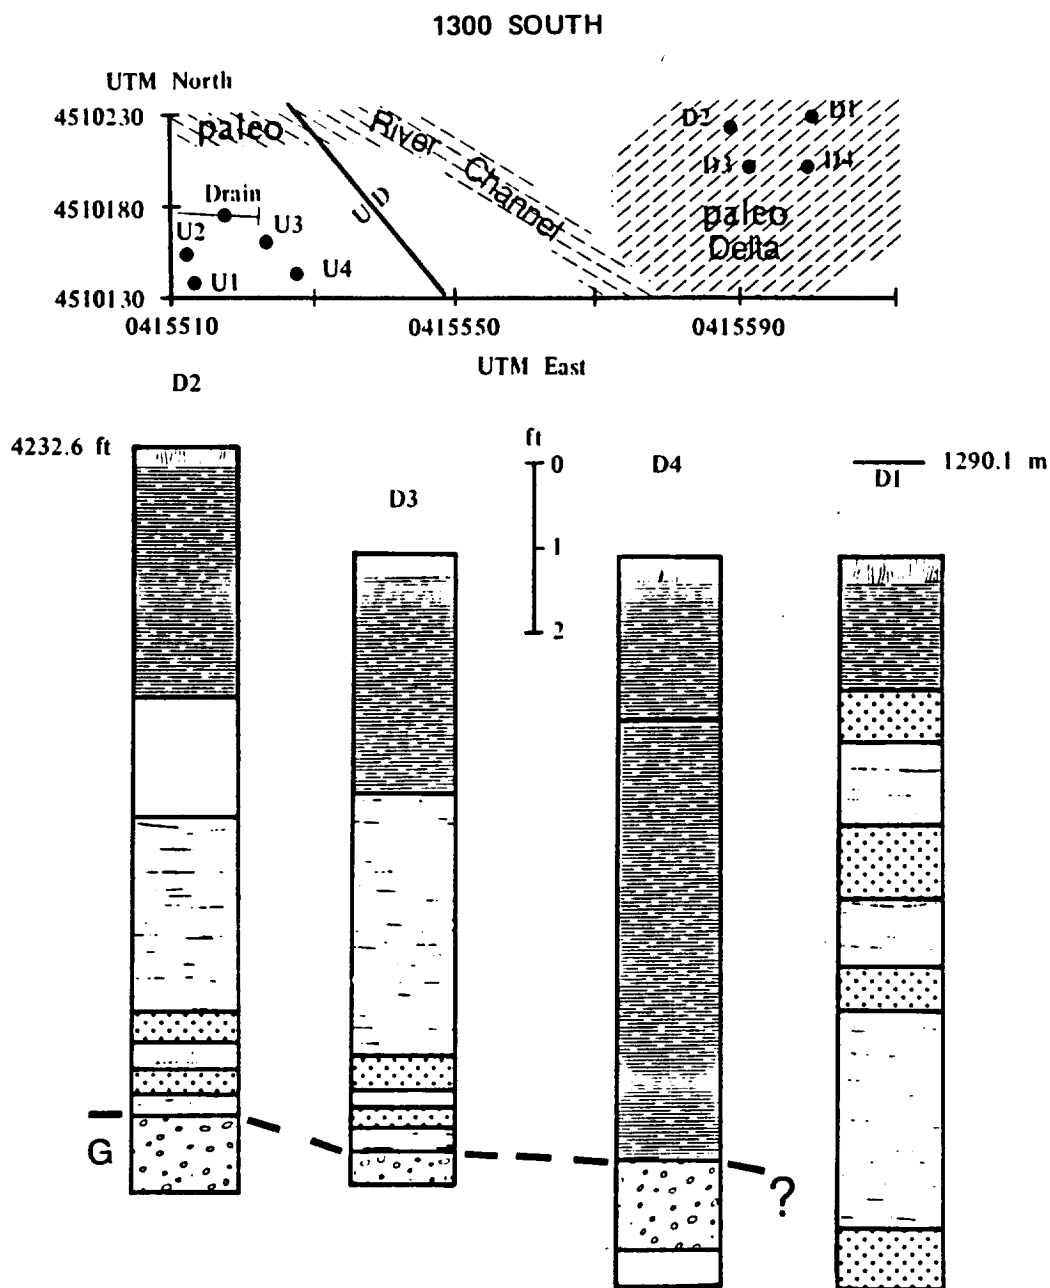 1300 SOUTH
UTM North
4510230
4510180
4510130
paleo
River Channel
D2
D1
D3
D4
paleo
Delta
Drain
U D
U2
U3
U1
U4
0415510
0415550
0415590
UTM East
D2
4232.6 ft
D3
ft
0
1
2
D4
1290.1 m
D1
G
?